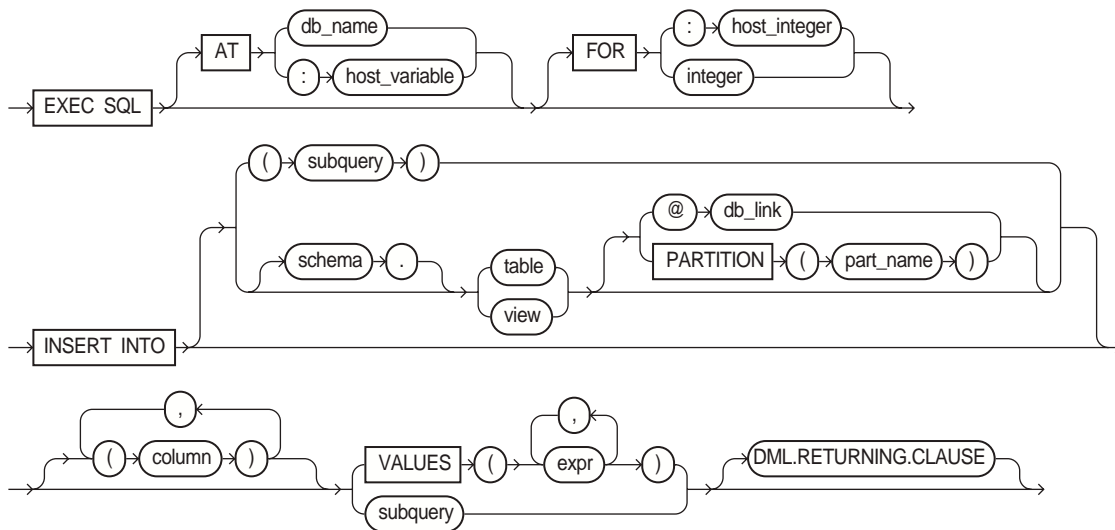 db_name : host_integer
AT FOR
: host_variable integer
EXEC SQL
( subquery )
@ db_link
schema . table PARTITION ( part_name )
view
INSERT INTO
, ,
( column ) VALUES ( expr ) DML.RETURNING.CLAUSE
subquery